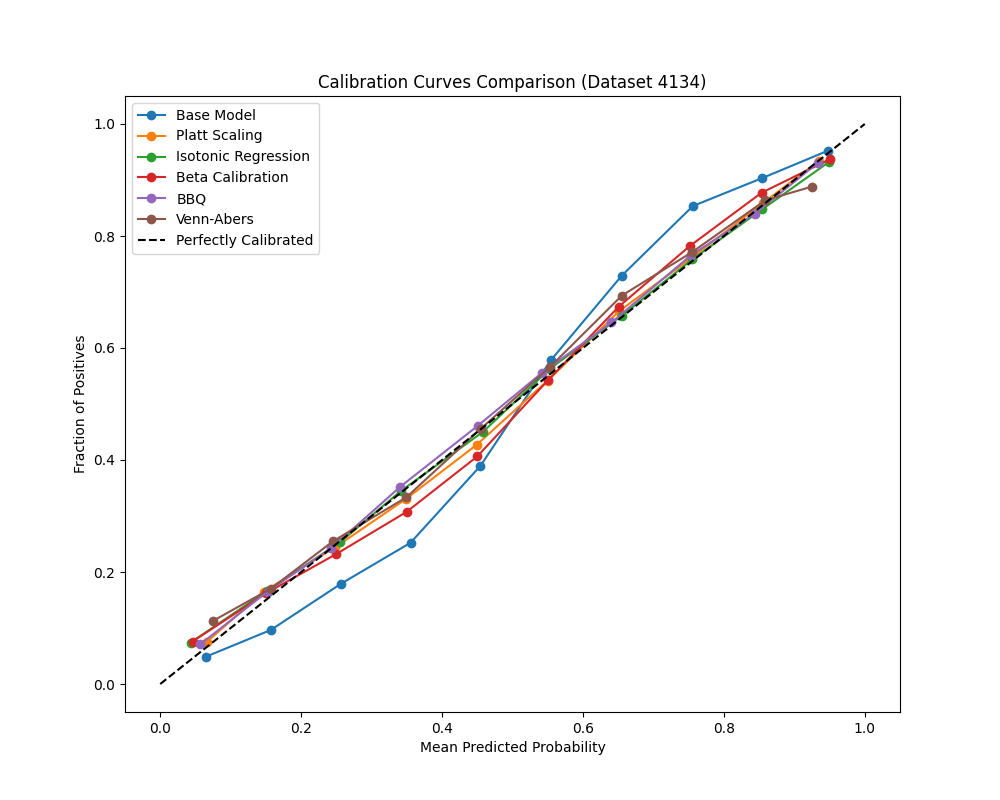 Calibration Curves Comparison (Dataset 4134)
Base Model
Platt Scaling
Isotonic Regression
Beta Calibration
BBQ
Venn-Abers
Perfectly Calibrated
1.0
0.8
0.6
0.4
0.2
0.0
Fraction of Positives
0.0 0.2 0.4 0.6 0.8 1.0
Mean Predicted Probability